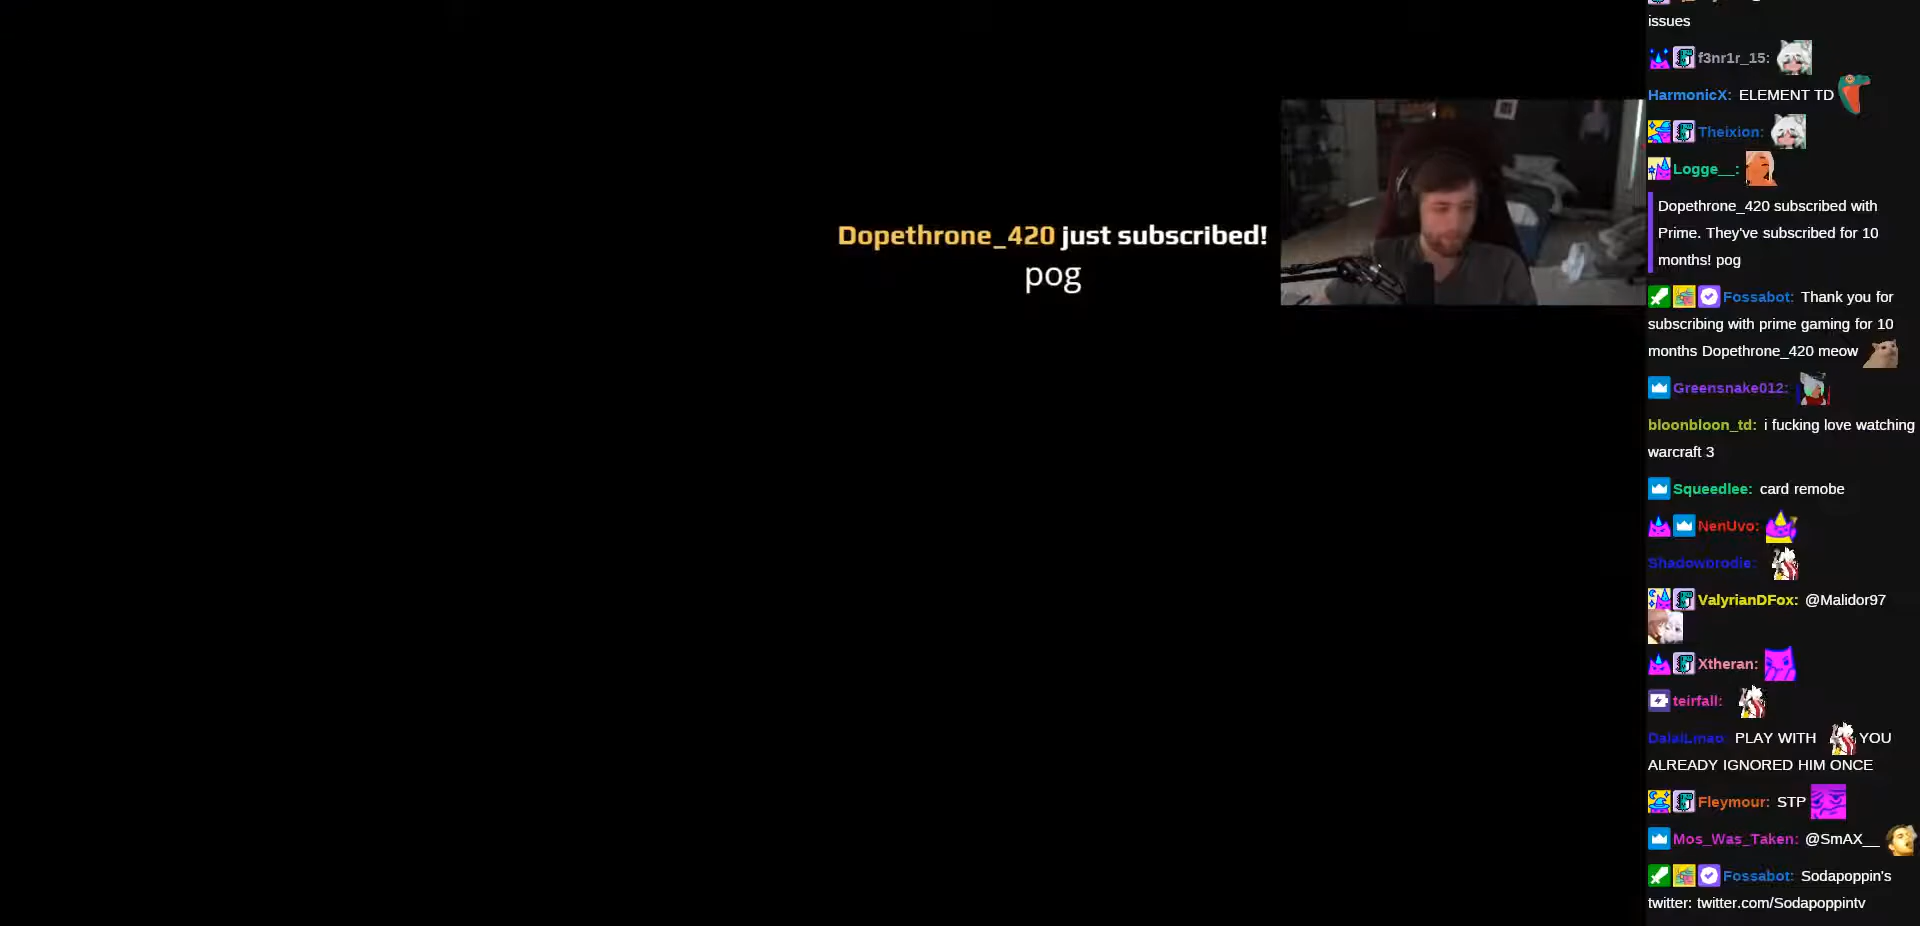 Dopethrone_420 just subscribed!
pog
issues
f3nr1r_15:
HarmonicX: ELEMENT TD
Theixion:
Logge__:
Dopethrone_420 subscribed with
Prime. They've subscribed for 10
months! pog
Fossabot: Thank you for
subscribing with prime gaming for 10
months Dopethrone_420 meow
Greensnake012:
bloonbloon_td: i fucking love watching
warcraft 3
Squeedlee: card remobe
NenUvo:
Shadowbrodie:
ValyrianDFox: @Malidor97
Xtheran:
teirfall:
DalaiLmao: PLAY WITH YOU
ALREADY IGNORED HIM ONCE
Fleymour: STP
Mos_Was_Taken: @SmAX__
Fossabot: Sodapoppin's
twitter: twitter.com/Sodapoppintv